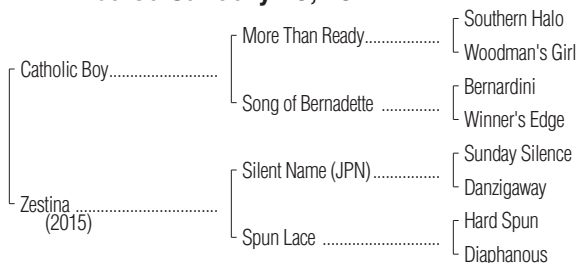 Southern Halo
More Than Ready..................
Woodman's Girl
Catholic Boy..........................
Bernardini
Song of Bernadette ..............
Winner's Edge
Sunday Silence
Silent Name (JPN)................
Danzigaway
Zestina ..................................
(2015)
Hard Spun
Spun Lace ............................
Diaphanous